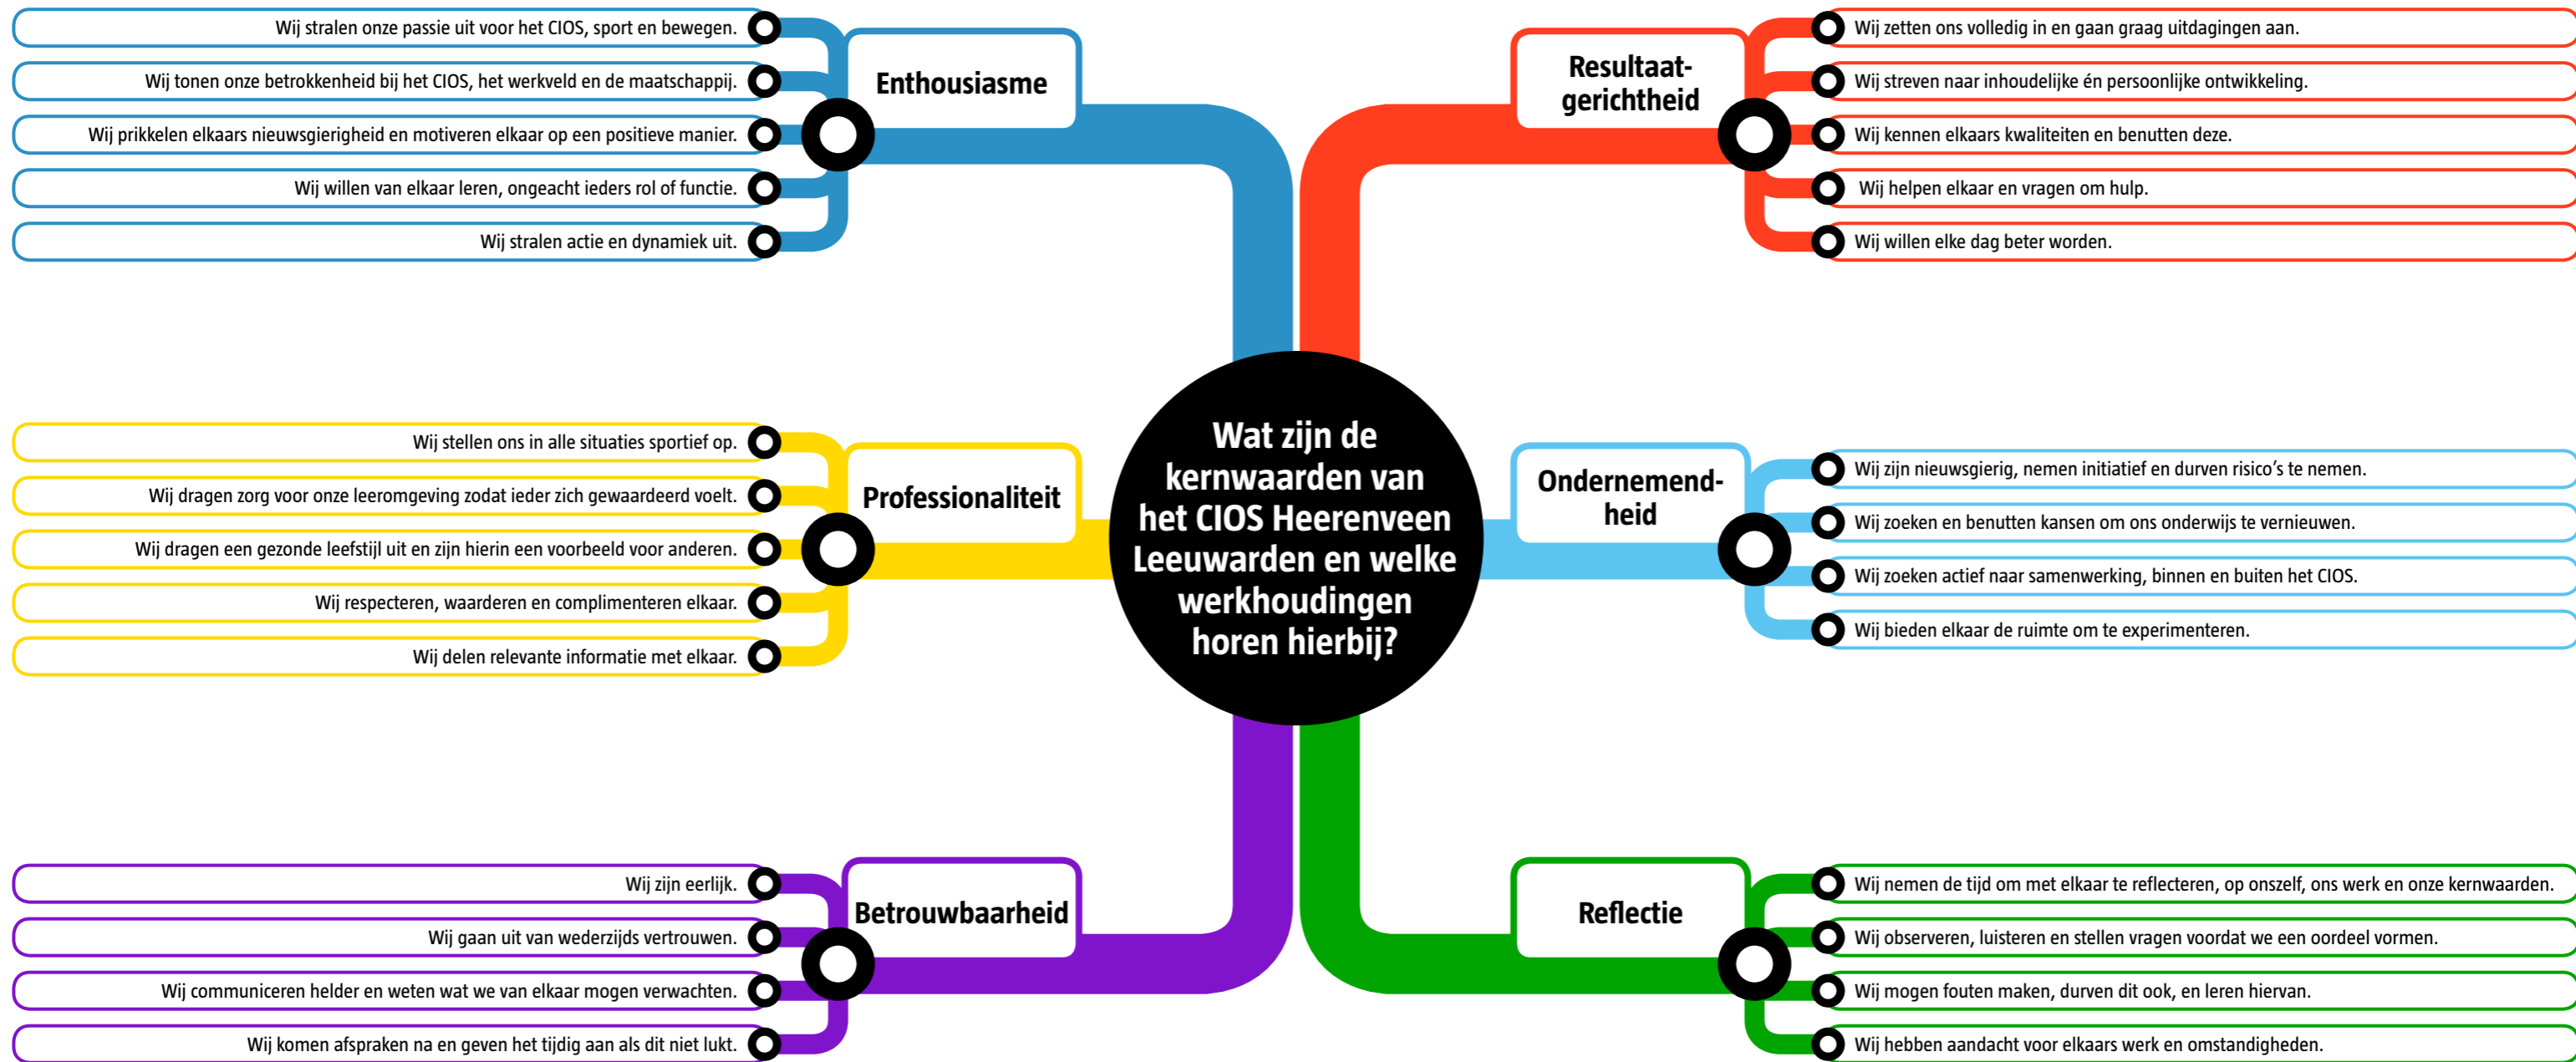 Wat zijn de
kernwaarden van
het CIOS Heerenveen
Leeuwarden en welke
werkhoudingen
horen hierbij?
Enthousiasme
Wij stralen onze passie uit voor het CIOS, sport en bewegen.
Wij tonen onze betrokkenheid bij het CIOS, het werkveld en de maatschappij.
Wij prikkelen elkaars nieuwsgierigheid en motiveren elkaar op een positieve manier.
Wij willen van elkaar leren, ongeacht ieders rol of functie.
Wij stralen actie en dynamiek uit.
Professionaliteit
Wij stellen ons in alle situaties sportief op.
Wij dragen zorg voor onze leeromgeving zodat ieder zich gewaardeerd voelt.
Wij dragen een gezonde leefstijl uit en zijn hierin een voorbeeld voor anderen.
Wij respecteren, waarderen en complimenteren elkaar.
Wij delen relevante informatie met elkaar.
Betrouwbaarheid
Wij zijn eerlijk.
Wij gaan uit van wederzijds vertrouwen.
Wij communiceren helder en weten wat we van elkaar mogen verwachten.
Wij komen afspraken na en geven het tijdig aan als dit niet lukt.
Resultaat-
gerichtheid
Wij zetten ons volledig in en gaan graag uitdagingen aan.
Wij streven naar inhoudelijke én persoonlijke ontwikkeling.
Wij kennen elkaars kwaliteiten en benutten deze.
Wij helpen elkaar en vragen om hulp.
Wij willen elke dag beter worden.
Ondernemend-
heid
Wij zijn nieuwsgierig, nemen initiatief en durven risico’s te nemen.
Wij zoeken en benutten kansen om ons onderwijs te vernieuwen.
Wij zoeken actief naar samenwerking, binnen en buiten het CIOS.
Wij bieden elkaar de ruimte om te experimenteren.
Reflectie
Wij nemen de tijd om met elkaar te reflecteren, op onszelf, ons werk en onze kernwaarden.
Wij observeren, luisteren en stellen vragen voordat we een oordeel vormen.
Wij mogen fouten maken, durven dit ook, en leren hiervan.
Wij hebben aandacht voor elkaars werk en omstandigheden.